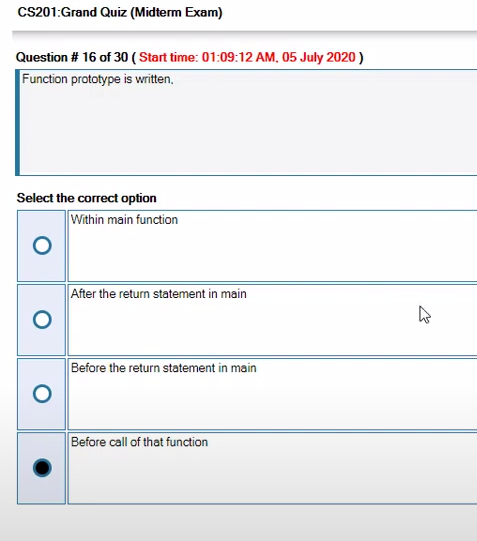 CS201:Grand Quiz (Midterm Exam)
Question # 16 of 30 ( Start time: 01:09:12 AM, 05 July 2020 )
Function prototype is written,
Select the correct option
Within main function
After the return statement in main
Before the return statement in main
Before call of that function